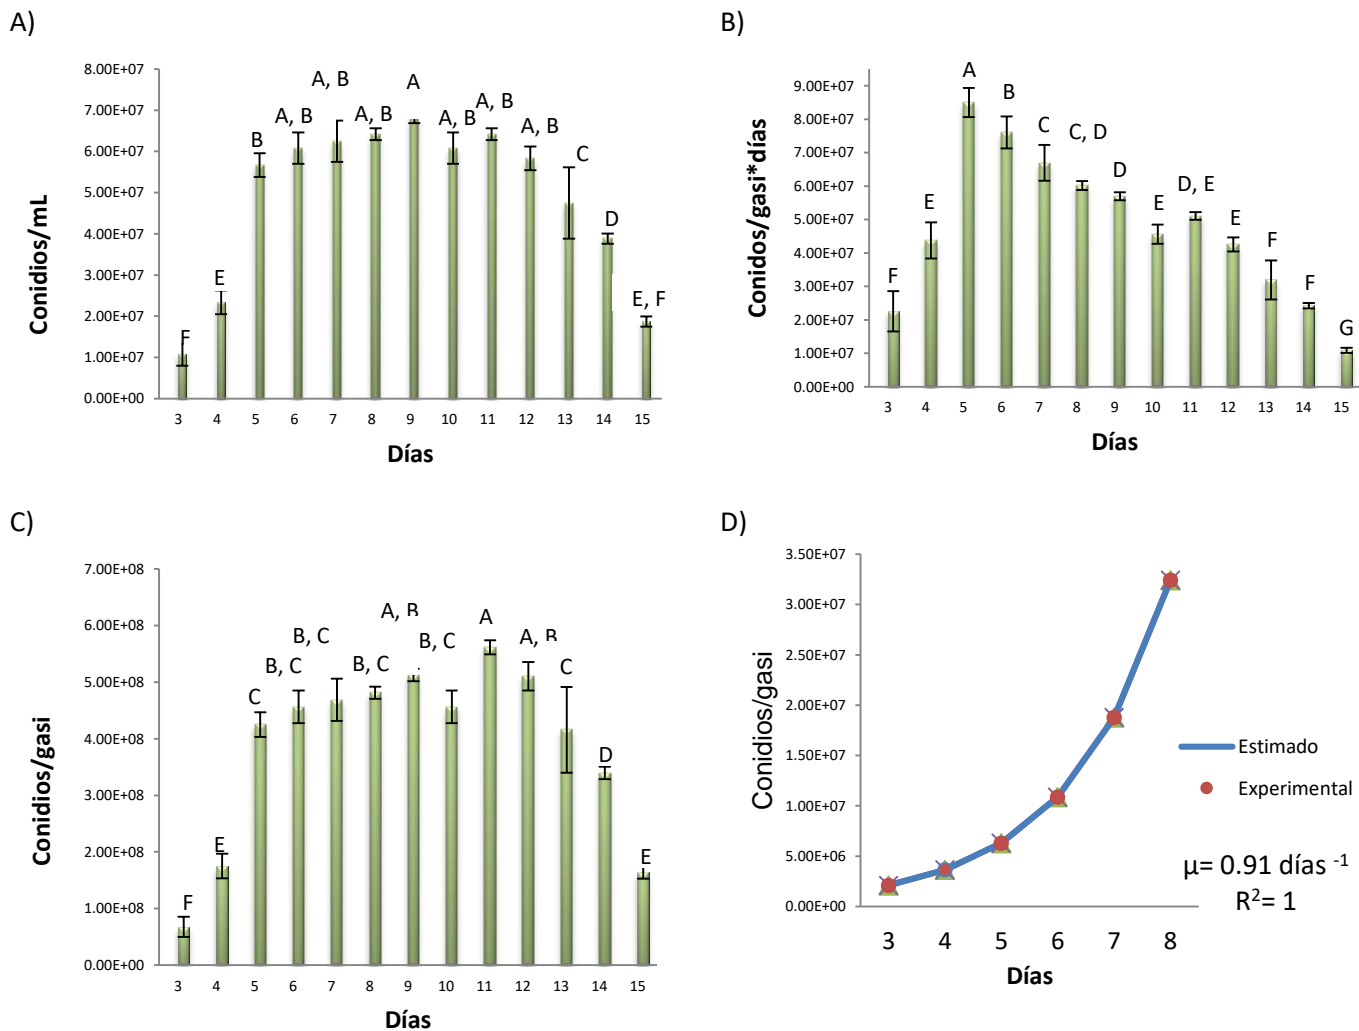 A)
8.00E+07
7.00E+07
6.00E+07
5.00E+07
4.00E+07
3.00E+07
2.00E+07
1.00E+07
0.00E+00
Conidios/mL
F
E
B
A, B
A, B
A, B
A
A, B
A, B
A, B
C
D
E, F
3 4 5 6 7 8 9 10 11 12 13 14 15
Días
B)
9.00E+07
8.00E+07
7.00E+07
6.00E+07
5.00E+07
4.00E+07
3.00E+07
2.00E+07
1.00E+07
0.00E+00
Conidos/gasi*días
F
E
A
B
C
C, D
D
E
D, E
E
F
F
G
3 4 5 6 7 8 9 10 11 12 13 14 15
Días
C)
7.00E+08
6.00E+08
5.00E+08
4.00E+08
3.00E+08
2.00E+08
1.00E+08
0.00E+00
Conidios/gasi
F
E
C
B, C
B, C
B, C
A, B
B, C
A
A, B
C
D
E
3 4 5 6 7 8 9 10 11 12 13 14 15
Días
D)
3.50E+07
3.00E+07
2.50E+07
2.00E+07
1.50E+07
1.00E+07
5.00E+06
0.00E+00
Conidios/gasi
3 4 5 6 7 8
Días
Estimado
Experimental
µ= 0.91 días -1
R2= 1